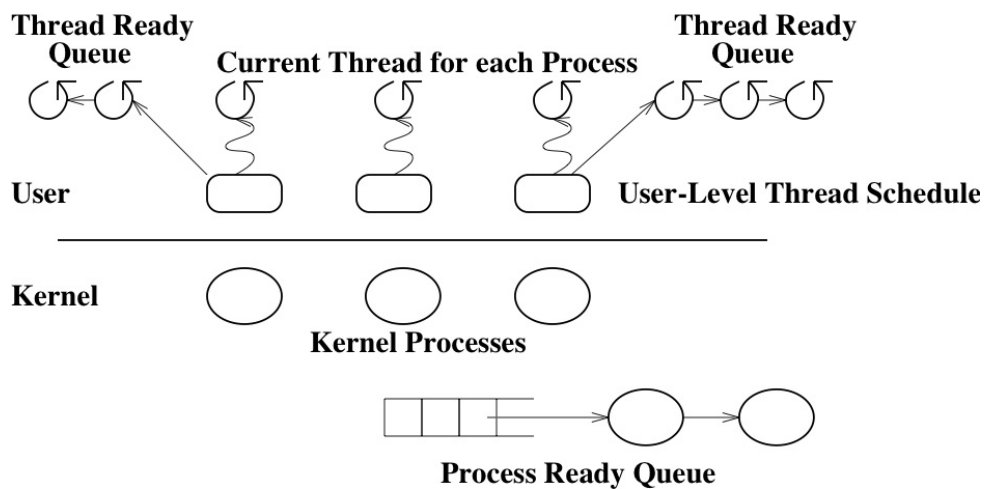 Thread Ready
Queue
Current Thread for each Process
Thread Ready
Queue
User
User-Level Thread Schedule
Kernel
Kernel Processes
Process Ready Queue